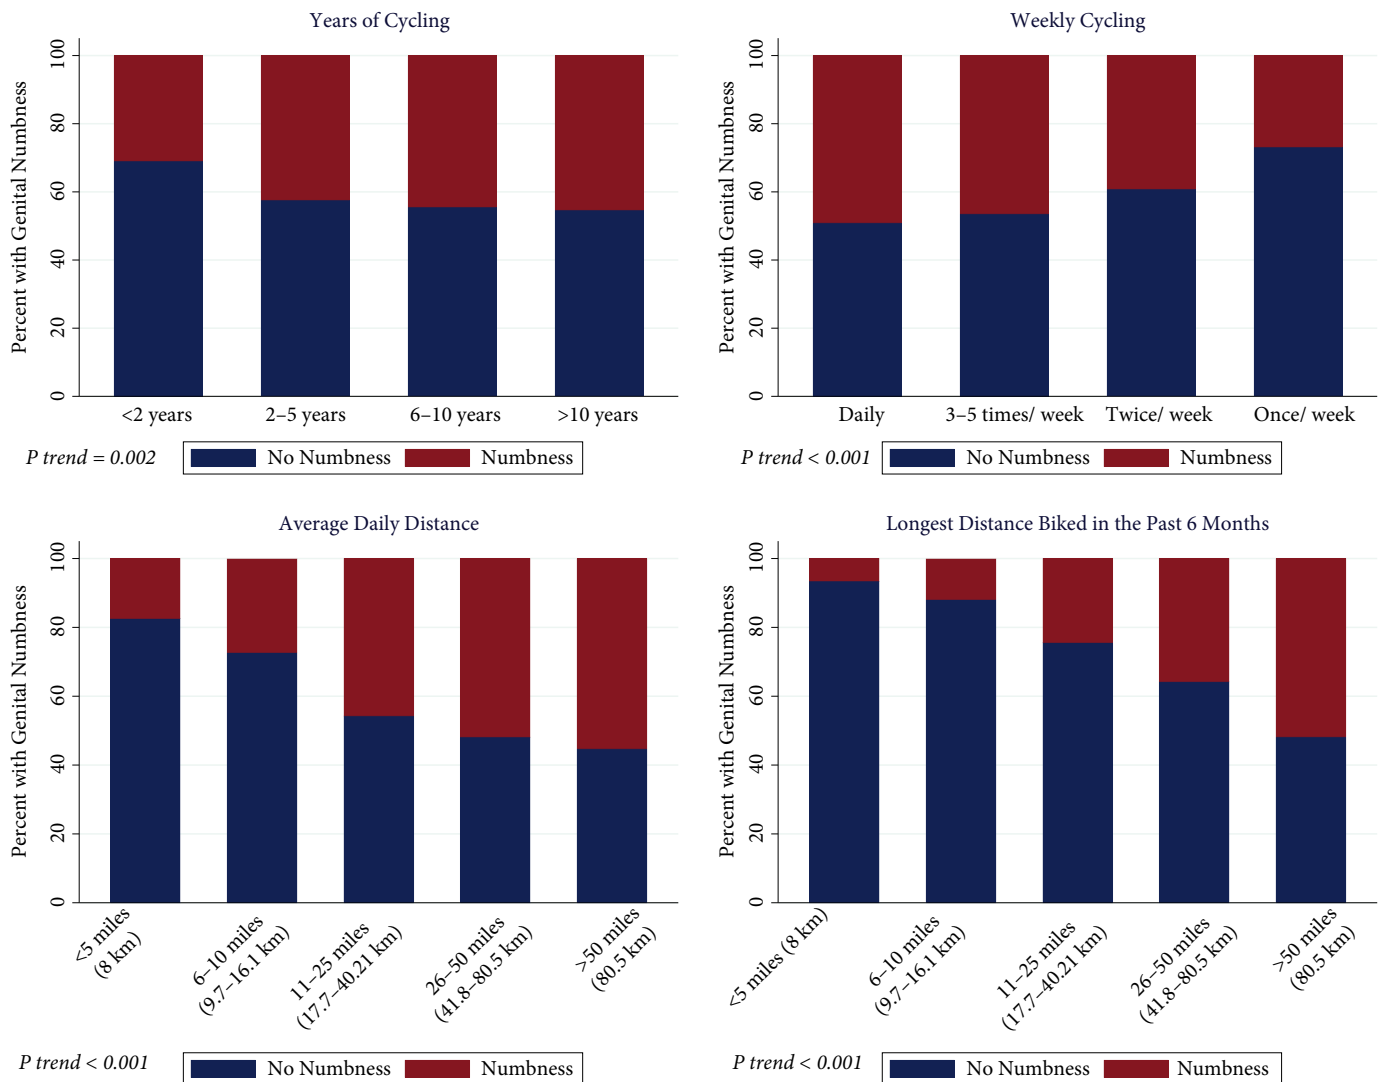 Years of Cycling
Percent with Genital Numbness
100
80
60
40
20
0
<2 years
2–5 years
6–10 years
>10 years
P trend = 0.002
No Numbness
Numbness
Weekly Cycling
Percent with Genital Numbness
100
80
60
40
20
0
Daily
3–5 times/ week
Twice/ week
Once/ week
P trend < 0.001
No Numbness
Numbness
Average Daily Distance
Percent with Genital Numbness
100
80
60
40
20
0
<5 miles
(8 km)
6–10 miles
(9.7–16.1 km)
11–25 miles
(17.7–40.21 km)
26–50 miles
(41.8–80.5 km)
>50 miles
(80.5 km)
P trend < 0.001
No Numbness
Numbness
Longest Distance Biked in the Past 6 Months
Percent with Genital Numbness
100
80
60
40
20
0
<5 miles (8 km)
6–10 miles
(9.7–16.1 km)
11–25 miles
(17.7–40.21 km)
26–50 miles
(41.8–80.5 km)
>50 miles
(80.5 km)
P trend < 0.001
No Numbness
Numbness